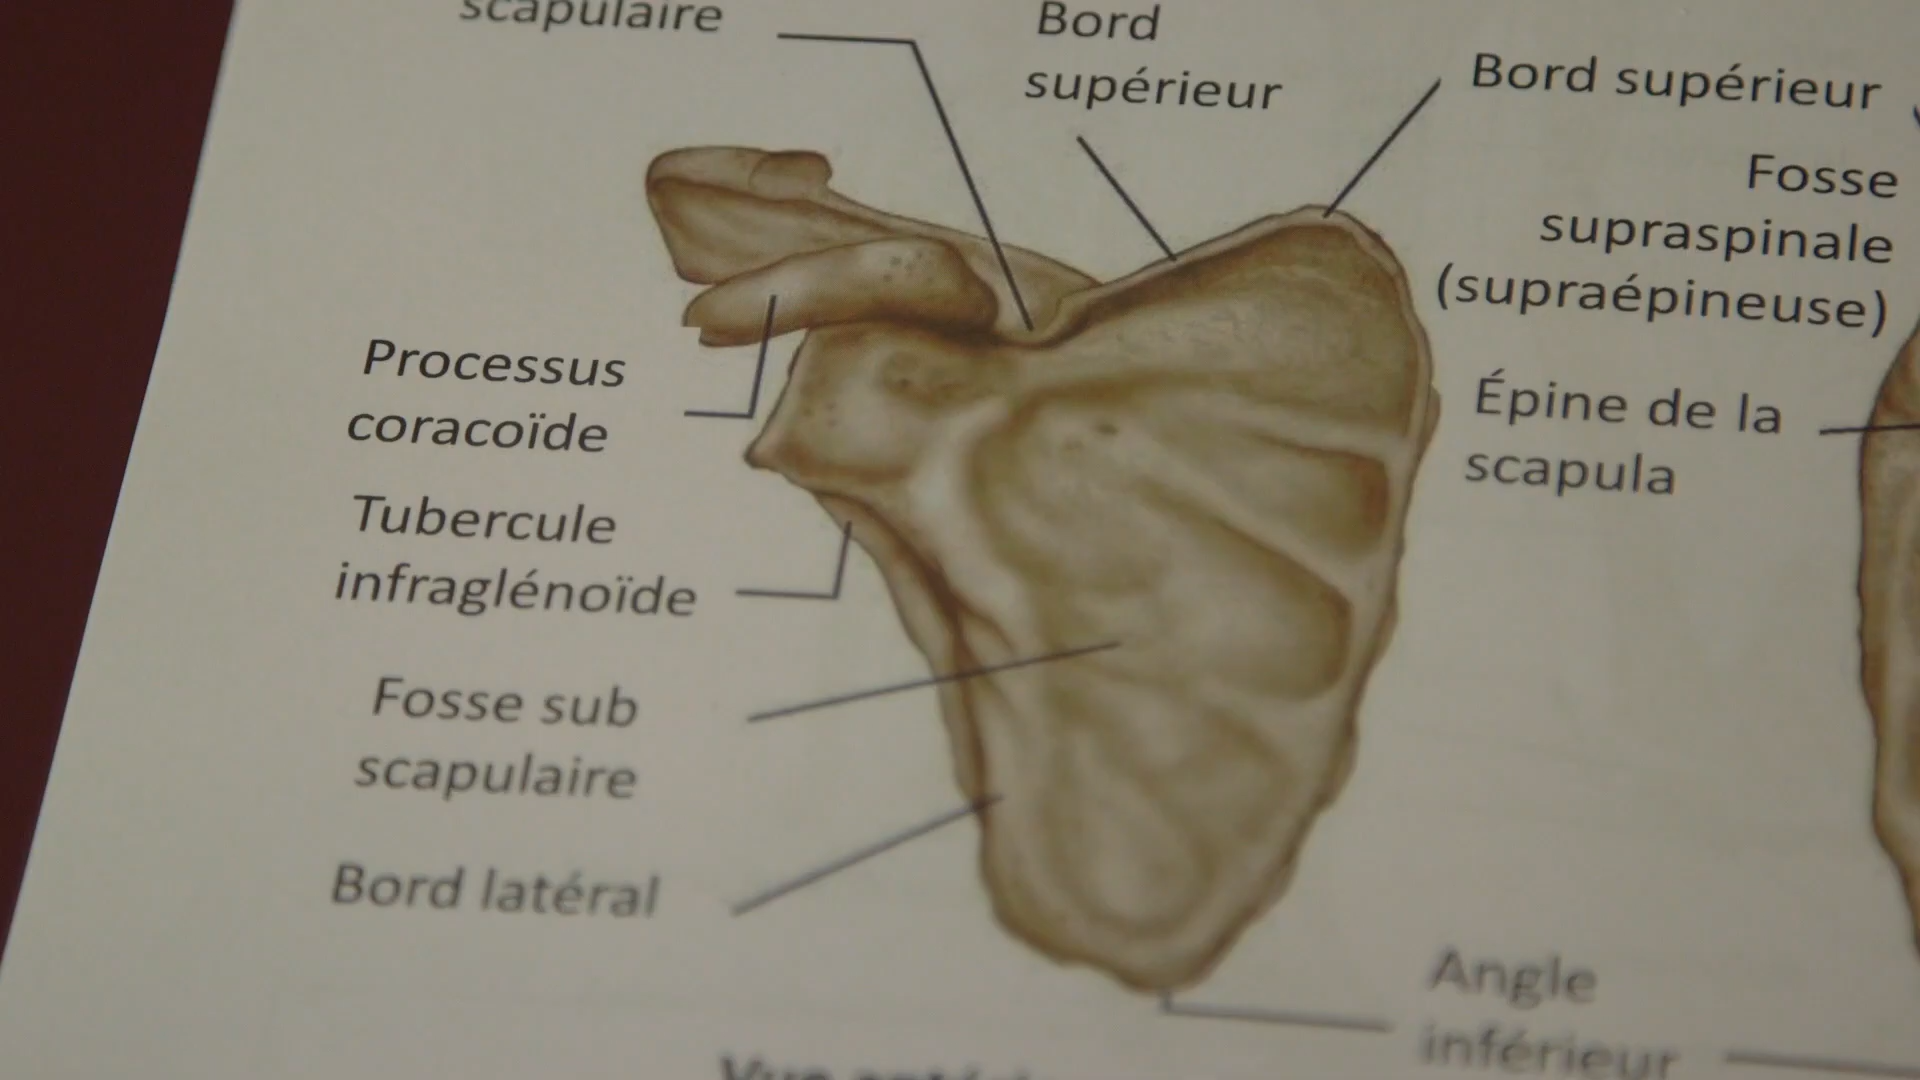 scapulaire
Bord
supérieur
Bord supérieur
Fosse
supraspinale
(supraépineuse)
Processus
coracoïde
Épine de la
scapula
Tubercule
infraglénoïde
Fosse sub
scapulaire
Bord latéral
Angle
inférieur
Vue